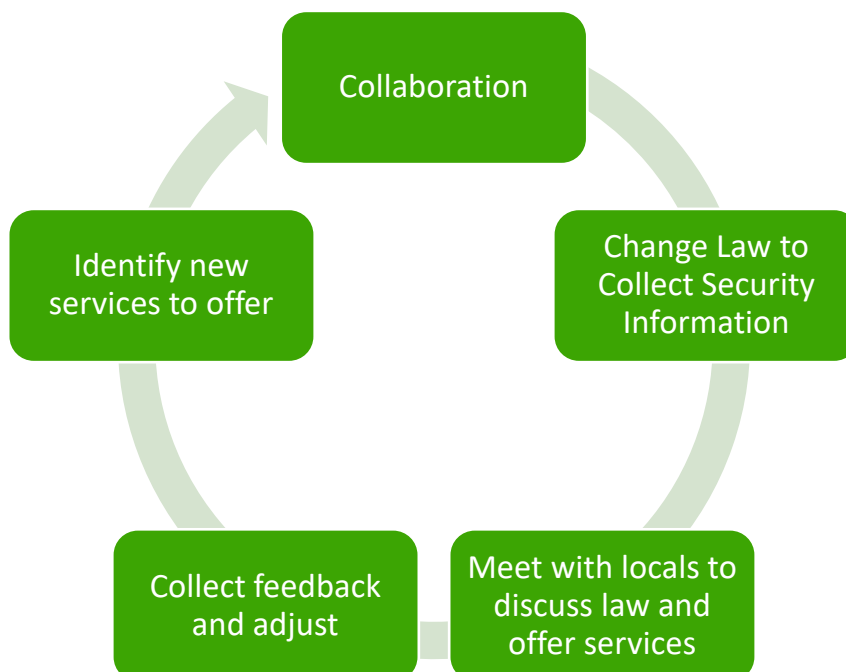 Collaboration
Change Law to
Collect Security
Information
Meet with locals to
discuss law and
offer services
Collect feedback
and adjust
Identify new
services to offer